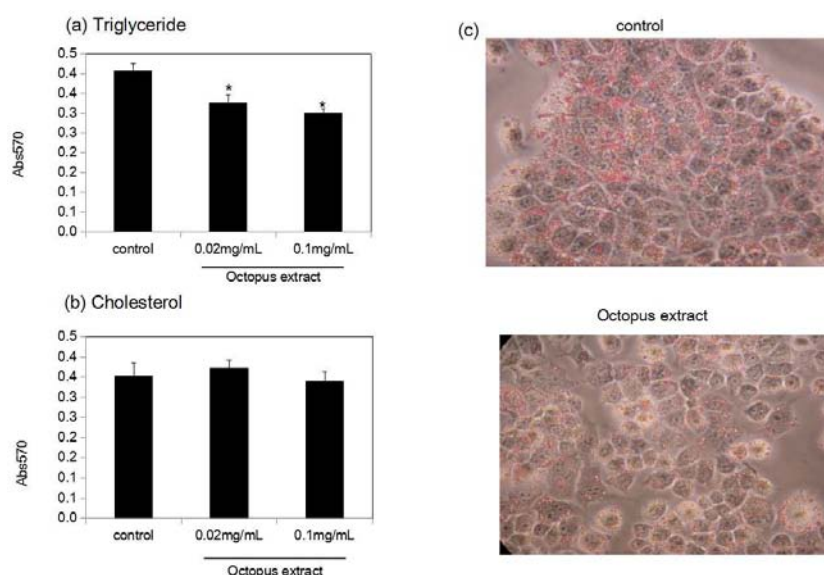 (a) Triglyceride
0.5
0.4
0.4
0.3
0.3
0.2
0.2
0.1
0.1
0.0
Abs570
*
*
control
0.02mg/mL
0.1mg/mL
Octopus extract
(b) Cholesterol
0.5
0.4
0.4
0.3
0.3
0.2
0.2
0.1
0.1
0.0
Abs570
control
0.02mg/mL
0.1mg/mL
Octopus extract
(c)
control
Octopus extract